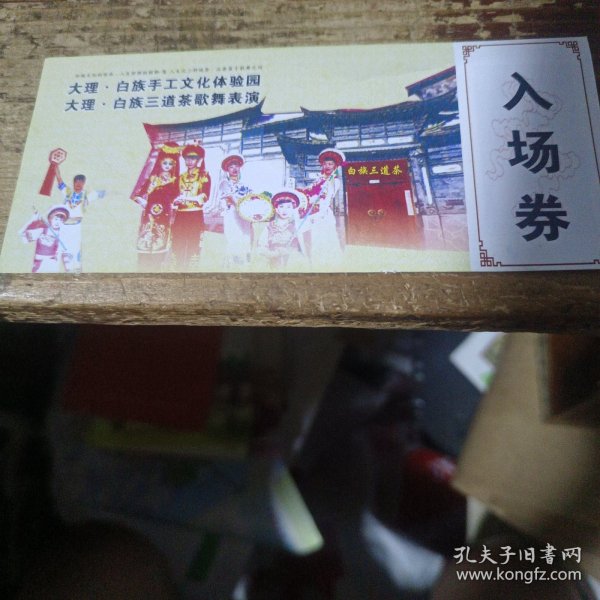 大理·白族手工文化体验园
大理·白族三道茶歌舞表演
白族三道茶
入场券
孔夫子旧书网
www.kongfz.com